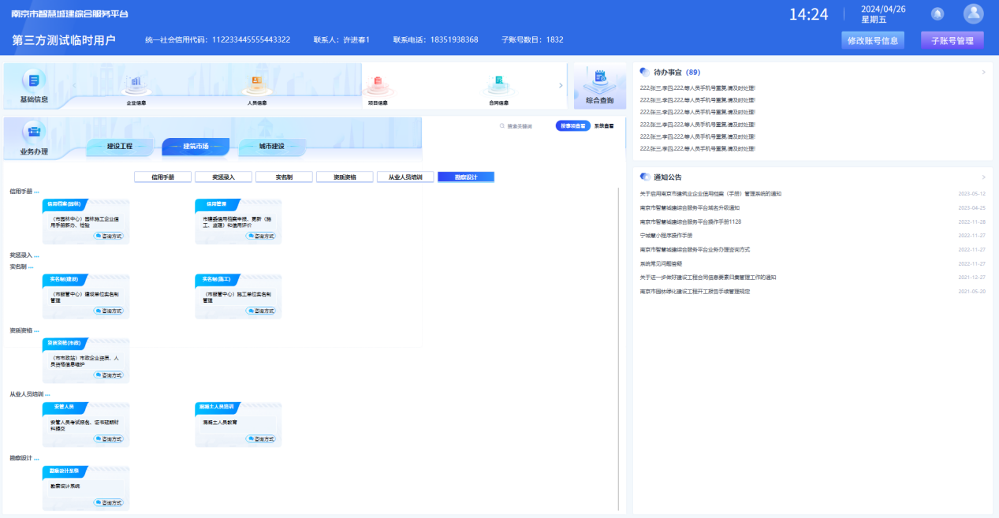 南京市智慧城建综合服务平台
14:24
2024/04/26
星期五
第三方测试临时用户
统一社会信用代码：112233445555443322
联系人：许进春1
联系电话：18351938368
子账号数目：1832
修改账号信息
子账号管理
基础信息
企业信息
人员信息
项目信息
合同信息
综合查询
业务办理
建设工程
建筑市场
城市建设
搜索关键词
按事项查看
系统查看
信用手册
奖惩录入
实名制
资质资格
从业人员培训
勘察设计
信用手册 ...
信用档案(园林)
（市园林中心）园林施工企业信
用手册新办、检验
咨询方式
信用管理
市建委信用档案申报、更新（施
工、监理）和信用评价
咨询方式
奖惩录入 ...
实名制 ...
实名制(建设)
（市服管中心）建设单位实名制
管理
咨询方式
实名制(施工)
（市服管中心）施工单位实名制
管理
咨询方式
资质资格 ...
资质资格(市政)
（市市政站）市政企业资质、人
员资格信息维护
咨询方式
从业人员培训 ...
安管人员
安管人员考试报名、证书延期材
料提交
咨询方式
混凝土人员培训
混凝土人员教育
咨询方式
勘察设计 ...
勘察设计系统
勘察设计系统
咨询方式
待办事宜（89）
222,张三,李四,222,等人员手机号重复,请及时处理!
222,张三,李四,222,等人员手机号重复,请及时处理!
222,张三,李四,222,等人员手机号重复,请及时处理!
222,张三,李四,222,等人员手机号重复,请及时处理!
222,张三,李四,222,等人员手机号重复,请及时处理!
222,张三,李四,222,等人员手机号重复,请及时处理!
通知公告
关于启用南京市建筑业企业信用档案（手册）管理系统的通知 2023-05-12
南京市智慧城建综合服务平台域名升级通知 2023-04-25
南京市智慧城建综合服务平台操作手册1128 2022-11-28
宁城慧小程序操作手册 2022-11-27
南京市智慧城建综合服务平台业务办理咨询方式 2022-11-27
系统常见问题答疑 2022-11-27
关于进一步做好建设工程合同信息要素归集管理工作的通知 2021-12-27
南京市园林绿化建设工程开工报告手续管理规定 2021-05-20